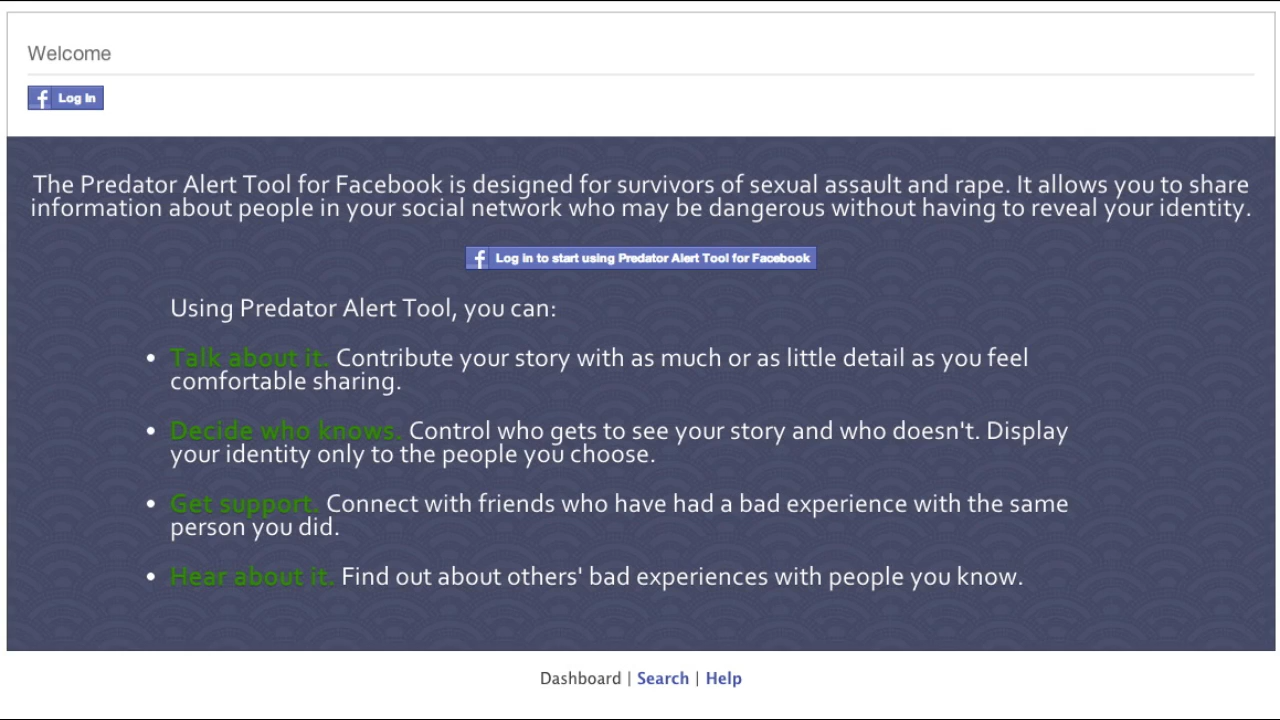 Welcome
f Log In
The Predator Alert Tool for Facebook is designed for survivors of sexual assault and rape. It allows you to share
information about people in your social network who may be dangerous without having to reveal your identity.
f Log in to start using Predator Alert Tool for Facebook
Using Predator Alert Tool, you can:
• Talk about it. Contribute your story with as much or as little detail as you feel
comfortable sharing.
• Decide who knows. Control who gets to see your story and who doesn't. Display
your identity only to the people you choose.
• Get support. Connect with friends who have had a bad experience with the same
person you did.
• Hear about it. Find out about others' bad experiences with people you know.
Dashboard | Search | Help